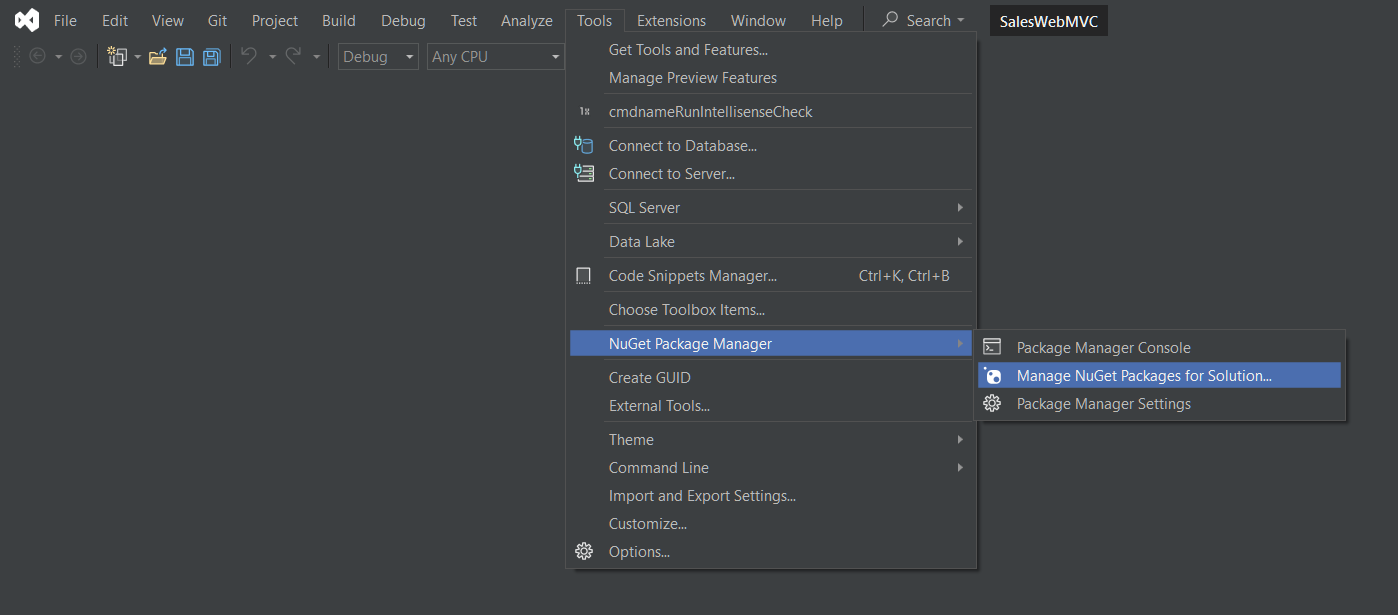 File Edit View Git Project Build Debug Test Analyze Tools Extensions Window Help Search SalesWebMVC
Debug Any CPU
Get Tools and Features...
Manage Preview Features
cmdnameRunIntellisenseCheck
Connect to Database...
Connect to Server...
SQL Server
Data Lake
Code Snippets Manager... Ctrl+K, Ctrl+B
Choose Toolbox Items...
NuGet Package Manager
Package Manager Console
Manage NuGet Packages for Solution...
Package Manager Settings
Create GUID
External Tools...
Theme
Command Line
Import and Export Settings...
Customize...
Options...